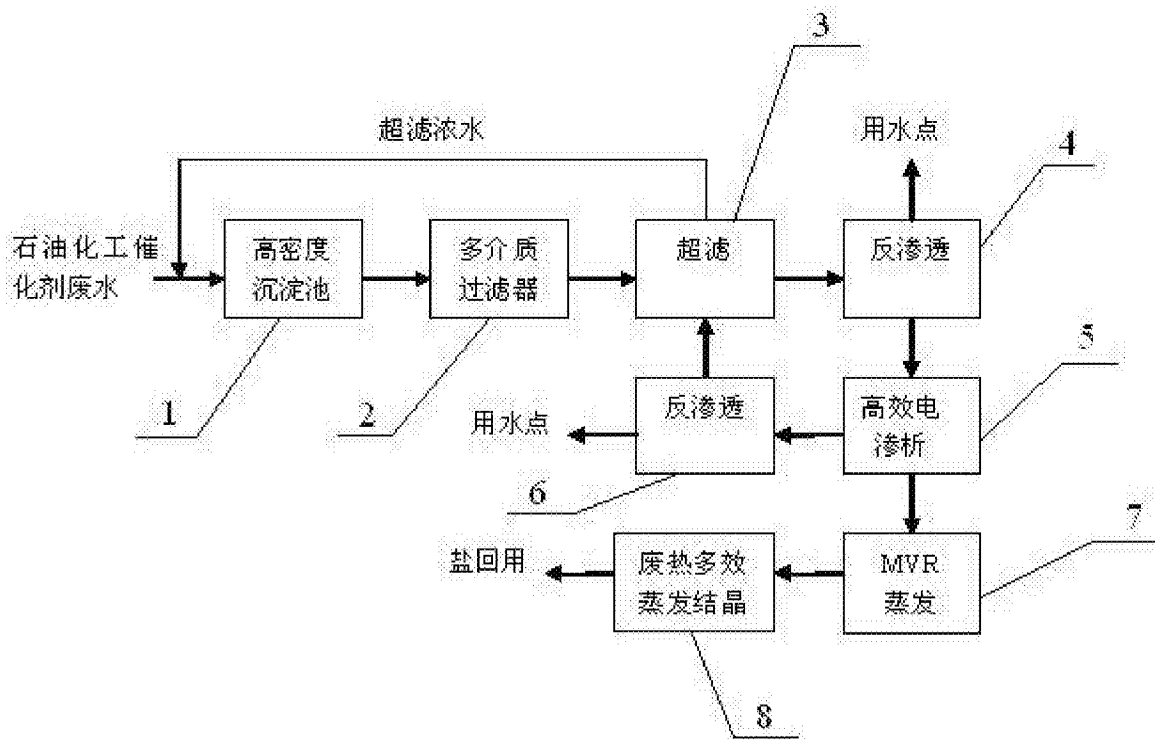 3
超滤浓水
用水点
4
石油化工催
化剂废水
高密度
沉淀池
多介质
过滤器
超滤
反渗透
5
1
2
用水点
反渗透
高效电
渗析
6
7
盐回用
废热多效
蒸发结晶
MVR
蒸发
8